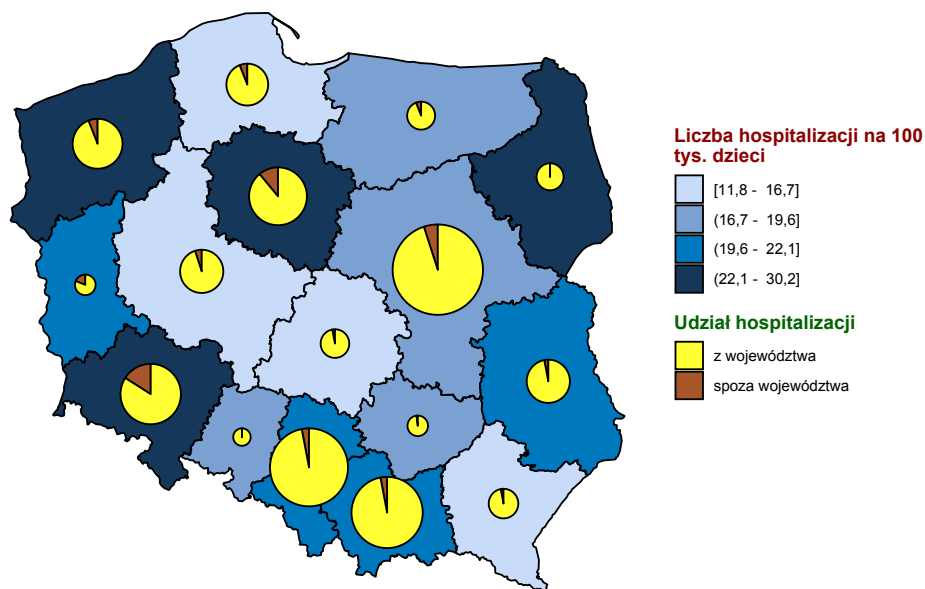 Liczba hospitalizacji na 100
tys. dzieci
[11,8 - 16,7]
(16,7 - 19,6]
(19,6 - 22,1]
(22,1 - 30,2]
Udział hospitalizacji
z województwa
spoza województwa